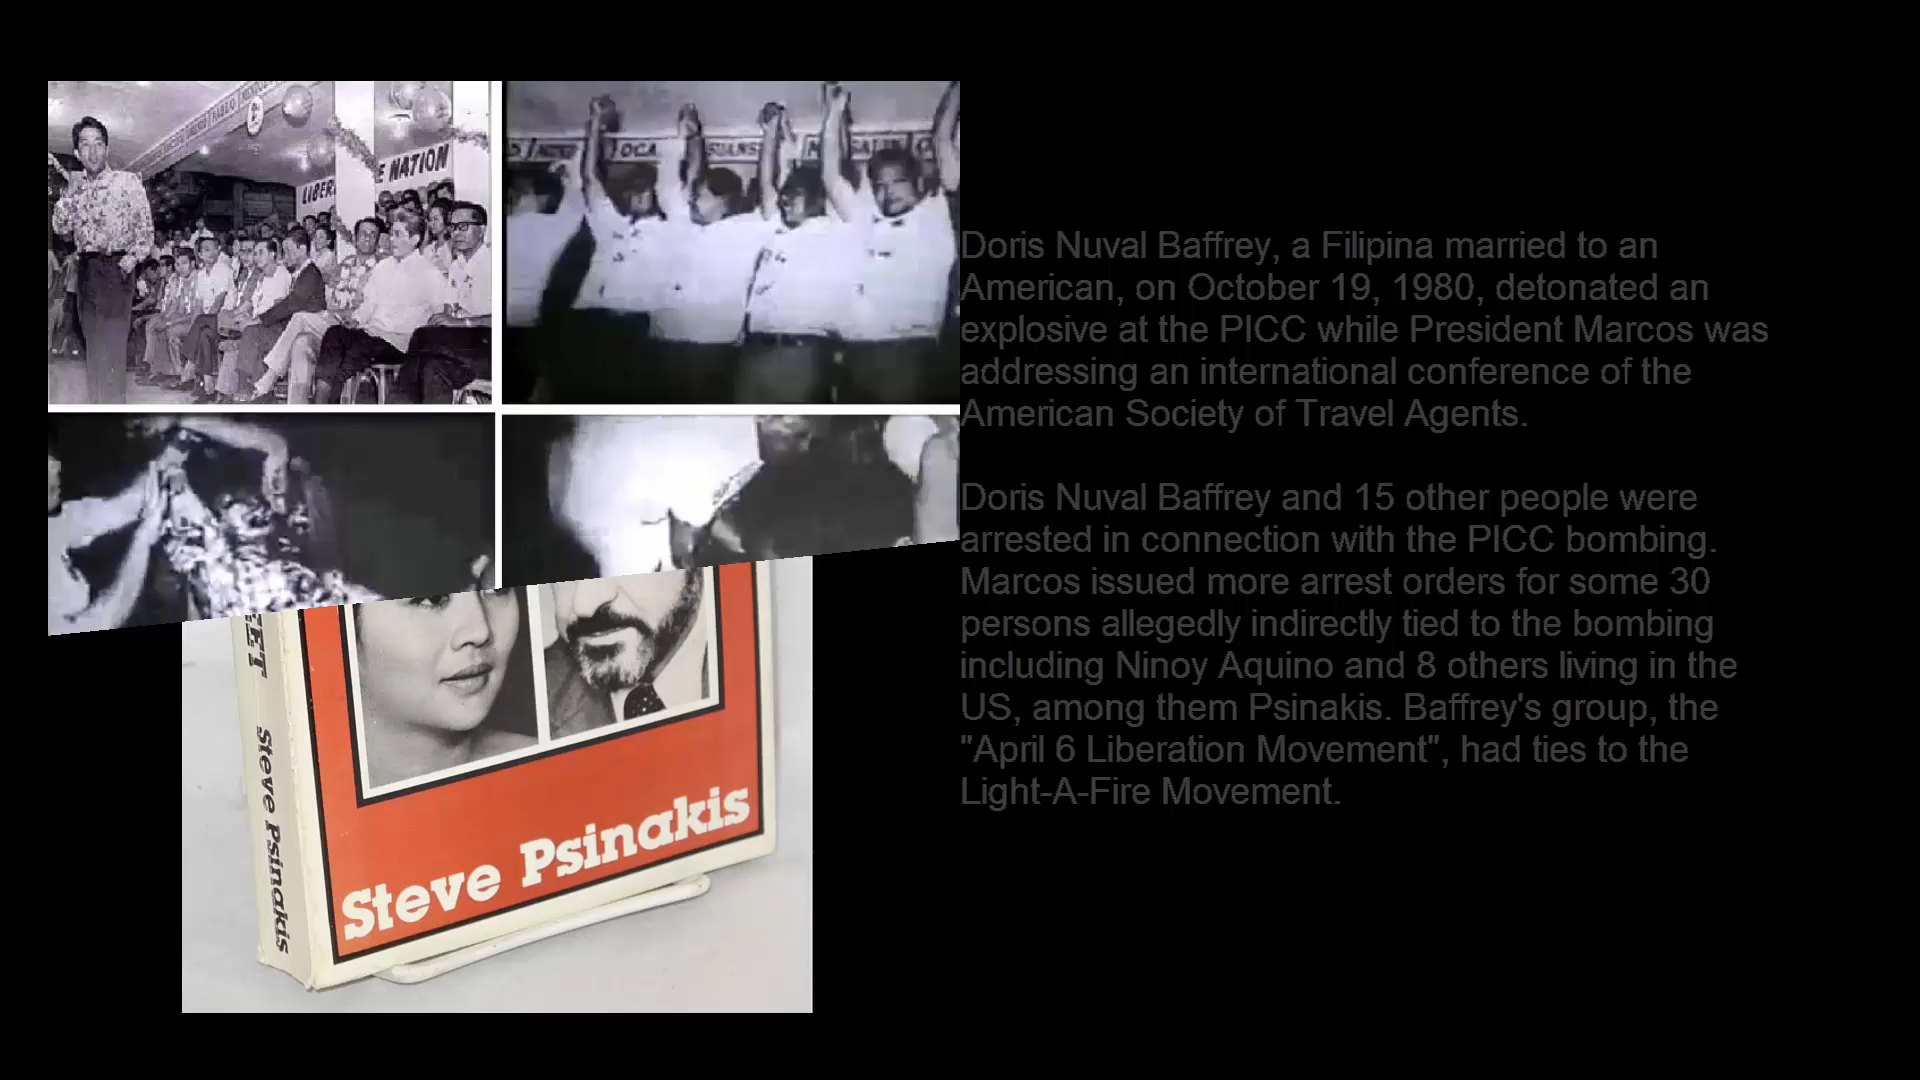 LIBER
E NATION
OCA
Doris Nuval Baffrey, a Filipina married to an
American, on October 19, 1980, detonated an
explosive at the PICC while President Marcos was
addressing an international conference of the
American Society of Travel Agents.
Doris Nuval Baffrey and 15 other people were
arrested in connection with the PICC bombing.
Marcos issued more arrest orders for some 30
persons allegedly indirectly tied to the bombing
including Ninoy Aquino and 8 others living in the
US, among them Psinakis. Baffrey's group, the
"April 6 Liberation Movement", had ties to the
Light-A-Fire Movement.
Steve Psinakis
Steve Psinakis